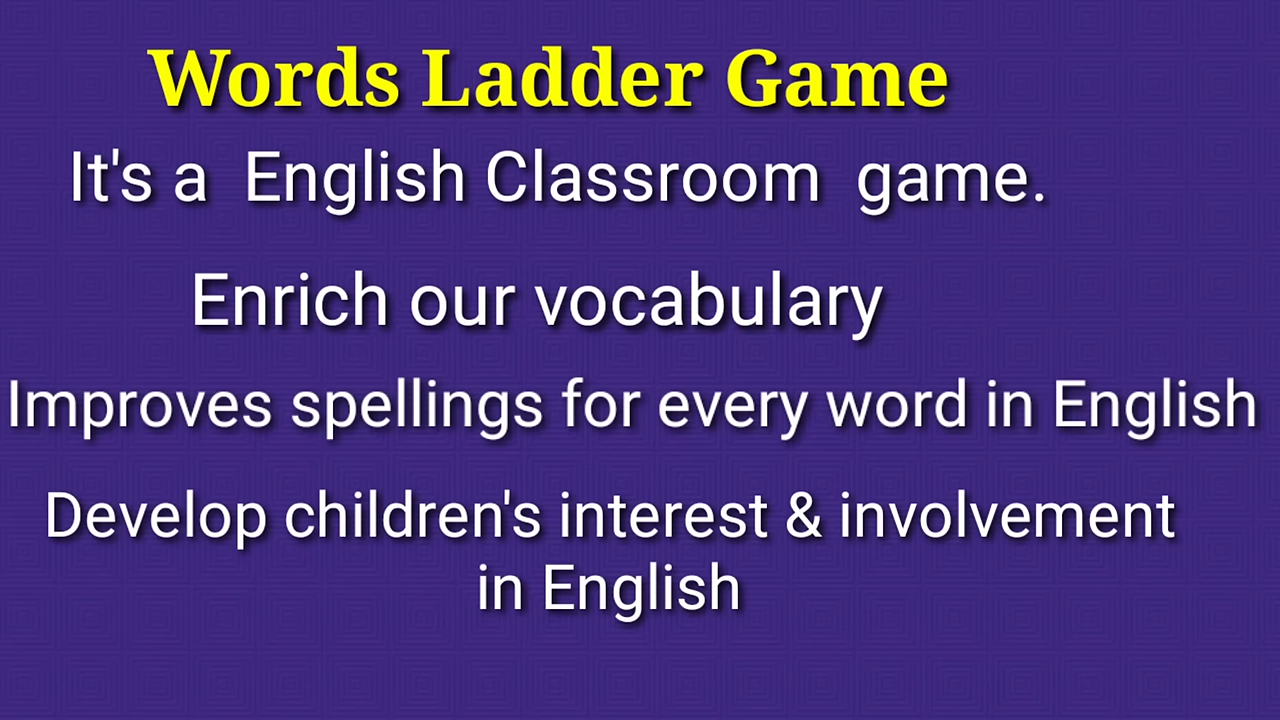 Words Ladder Game
It's a English Classroom game.
Enrich our vocabulary
Improves spellings for every word in English
Develop children's interest & involvement
in English